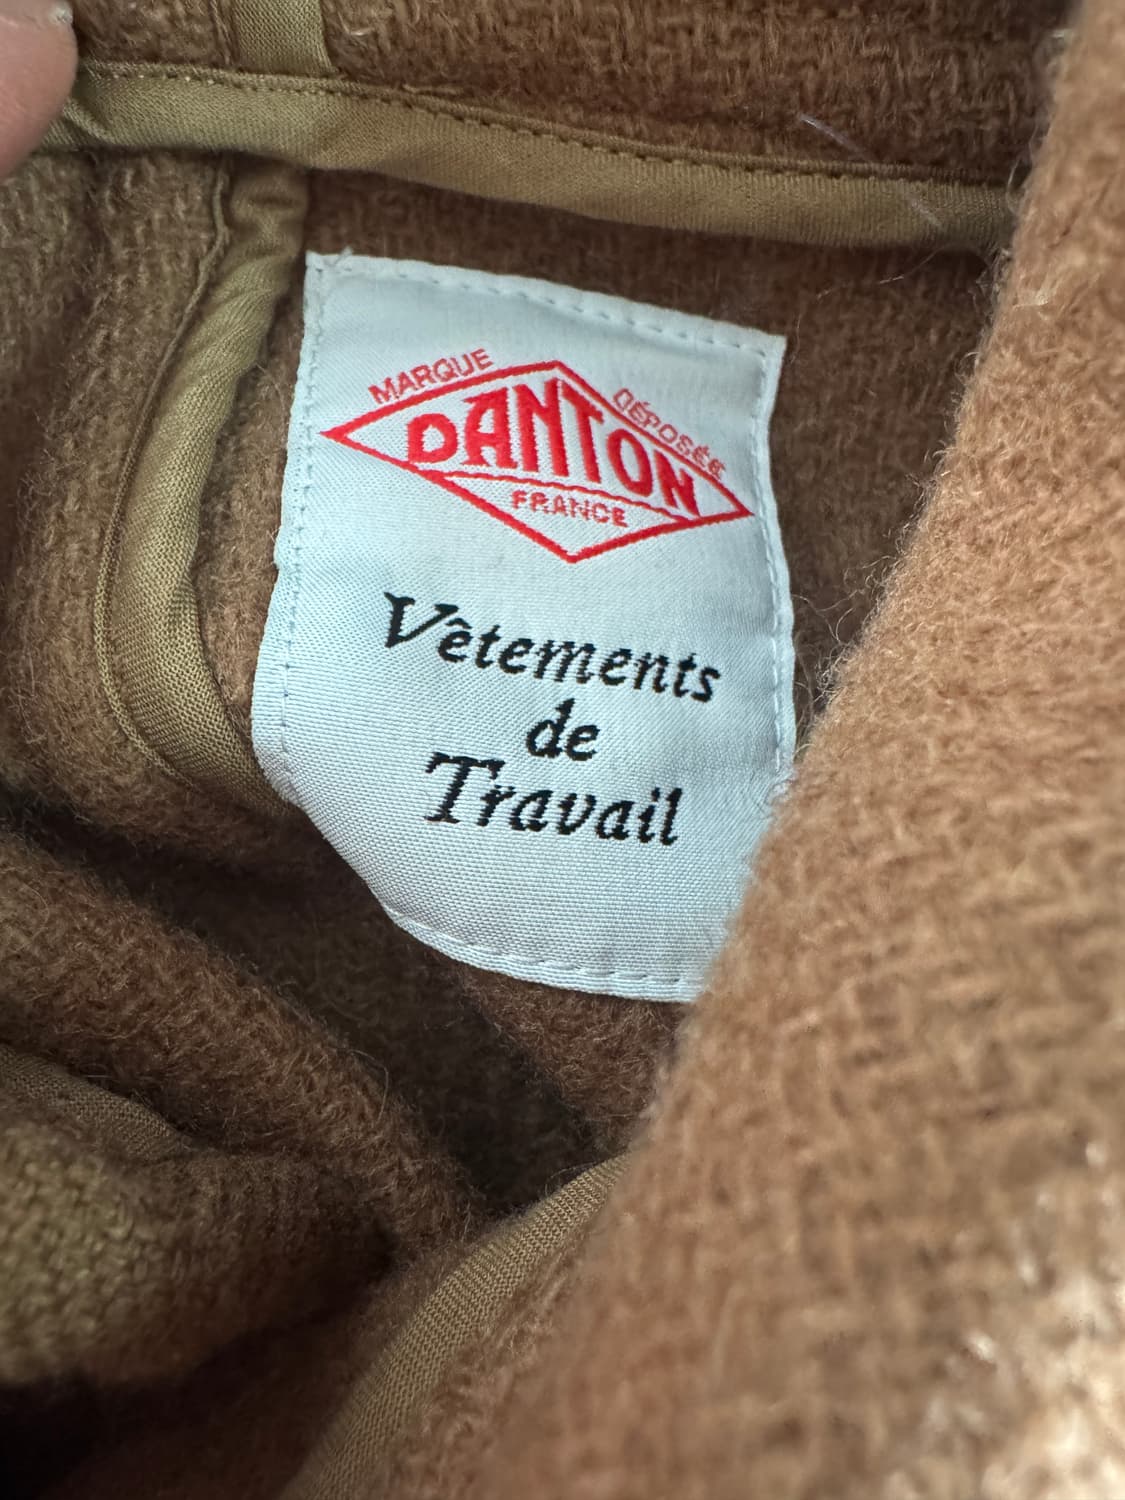 MARQUE DÉPOSÉE
DANTON
FRANCE
Vêtements
de
Travail